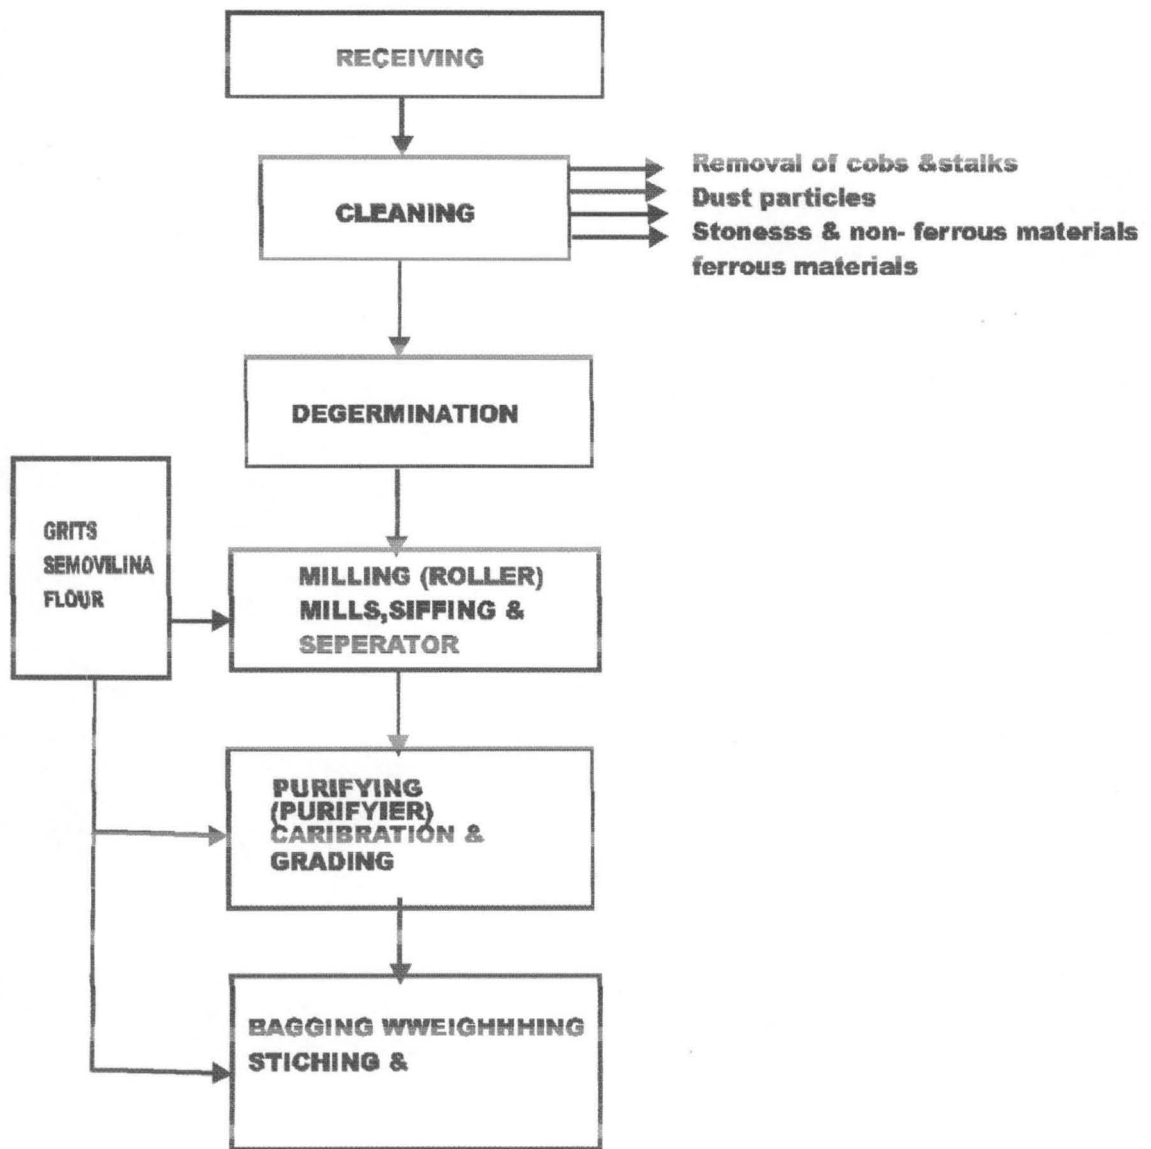 RECEIVING
CLEANING
Removal of cobs &stalks
Dust particles
Stonesss & non- ferrous materials
ferrous materials
DEGERMINATION
GRITS
SEMOVILINA
FLOUR
MILLING (ROLLER)
MILLS,SIFFING &
SEPERATOR
PURIFYING
(PURIFYIER)
CARIBRATION &
GRADING
BAGGING WWEIGHHHING
STICHING &